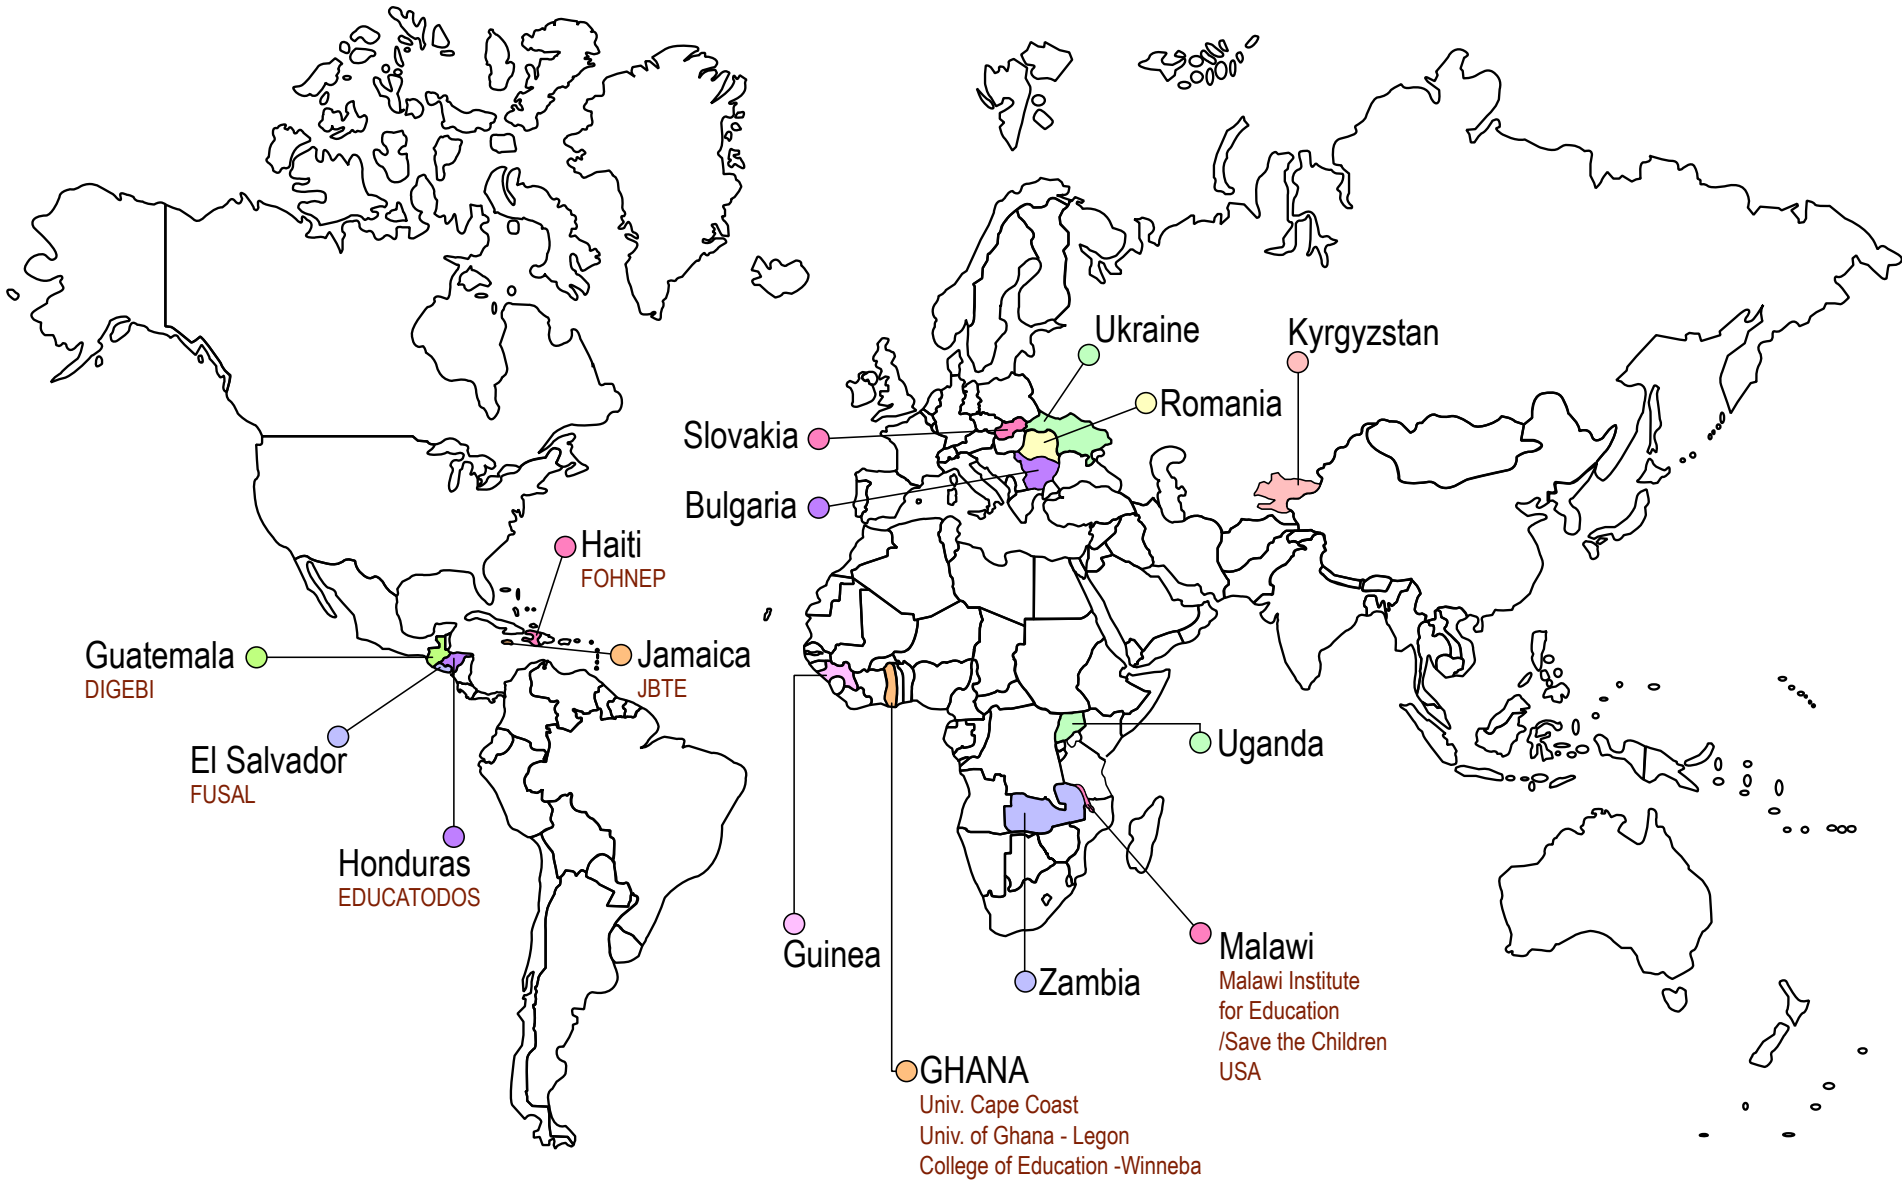 Ukraine
Kyrgyzstan
Romania
Slovakia
Bulgaria
Haiti
FOHNEP
Guatemala
DIGEBI
Jamaica
JBTE
El Salvador
FUSAL
Uganda
Honduras
EDUCATODOS
Guinea
Zambia
Malawi
Malawi Institute
for Education
/Save the Children
USA
GHANA
Univ. Cape Coast
Univ. of Ghana - Legon
College of Education -Winneba